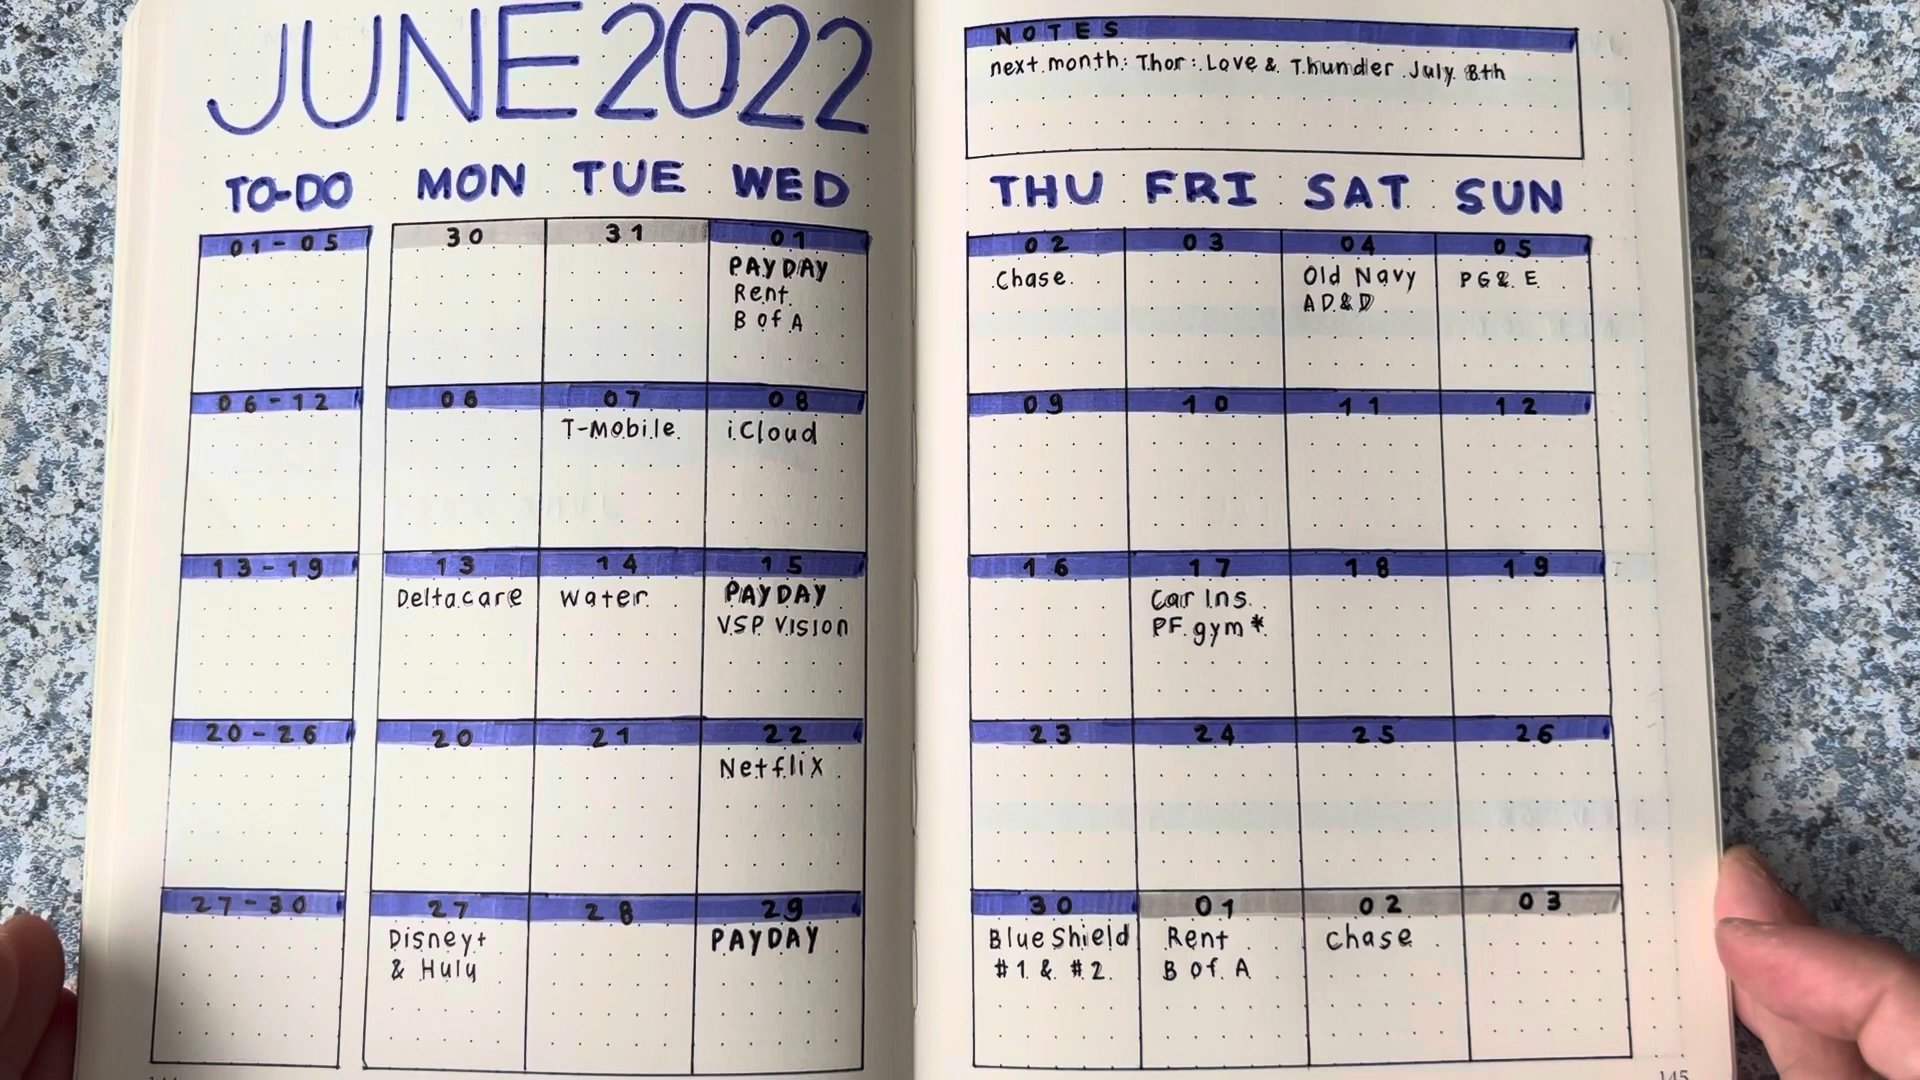 JUNE 2022
TO-DO MON TUE WED
01-05 30 31 01
PAYDAY
Rent
B of A
06-12 06 07 08
T-Mobile iCloud
13-19 13 14 15
Deltacare water PAYDAY
VSP Vision
20-26 20 21 22
Netflix
27-30 27 28 29
Disney+ PAYDAY
& Hulu
NOTES
next month: Thor: Love & Thunder July 8th
THU FRI SAT SUN
02 03 04 05
Chase Old Navy PG&E
AD&D
09 10 11 12
16 17 18 19
Car Ins.
PF gym*
23 24 25 26
30 01 02 03
Blue Shield Rent chase
#1 & #2 B of A
145